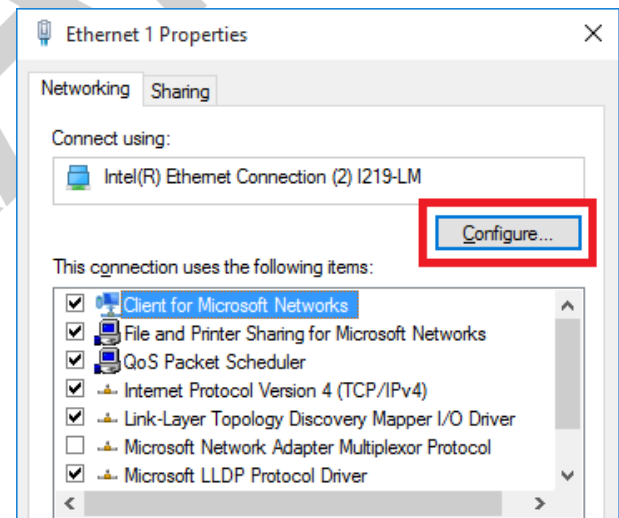 Ethernet 1 Properties
Networking
Sharing
Connect using:
Intel(R) Ethernet Connection (2) I219-LM
Configure...
This connection uses the following items:
Client for Microsoft Networks
File and Printer Sharing for Microsoft Networks
QoS Packet Scheduler
Internet Protocol Version 4 (TCP/IPv4)
Link-Layer Topology Discovery Mapper I/O Driver
Microsoft Network Adapter Multiplexor Protocol
Microsoft LLDP Protocol Driver